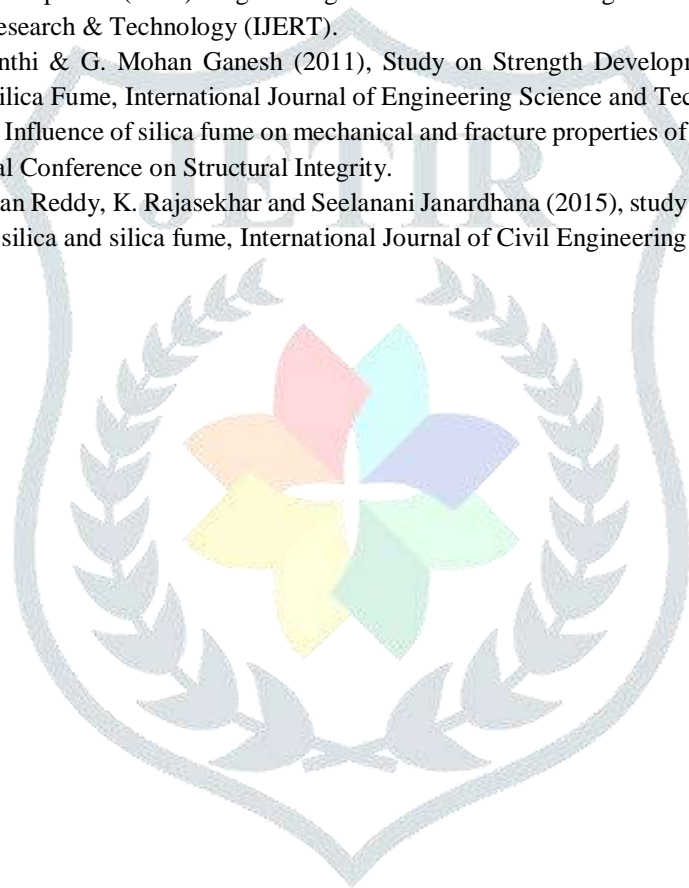 esearch & Technology (IJERT).
nthi & G. Mohan Ganesh (2011), Study on Strength Developr
ilica Fume, International Journal of Engineering Science and Tec
Influence of silica fume on mechanical and fracture properties of
al Conference on Structural Integrity.
an Reddy, K. Rajasekhar and Seelanani Janardhana (2015), study
silica and silica fume, International Journal of Civil Engineering
JETIR